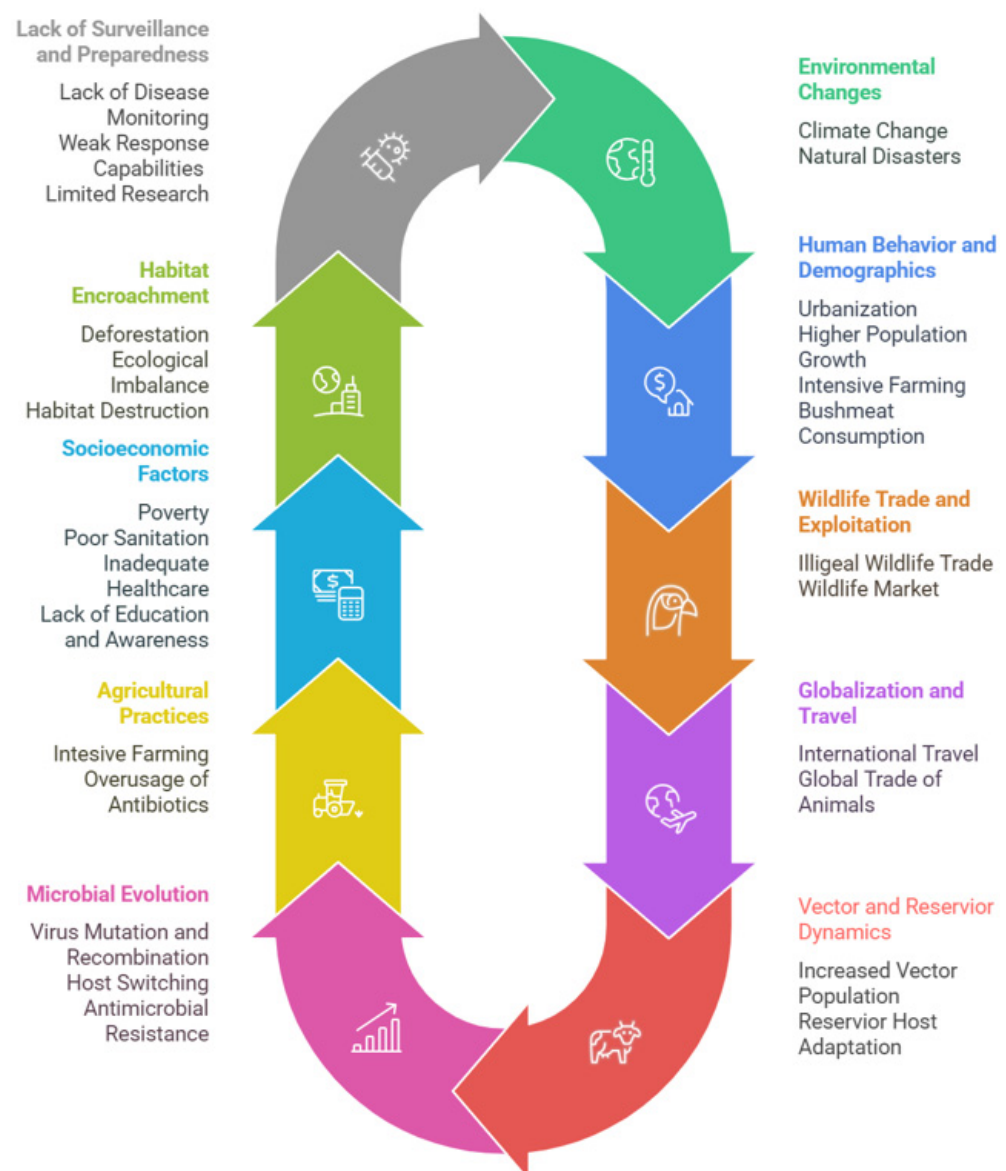 Lack of Surveillance
and Preparedness
Lack of Disease
Monitoring
Weak Response
Capabilities
Limited Research
Environmental
Changes
Climate Change
Natural Disasters
Habitat
Encroachment
Deforestation
Ecological
Imbalance
Habitat Destruction
Human Behavior and
Demographics
Urbanization
Higher Population
Growth
Intensive Farming
Bushmeat
Consumption
Socioeconomic
Factors
Poverty
Poor Sanitation
Inadequate
Healthcare
Lack of Education
and Awareness
Wildlife Trade and
Exploitation
Illigeal Wildlife Trade
Wildlife Market
Agricultural
Practices
Intesive Farming
Overusage of
Antibiotics
Globalization and
Travel
International Travel
Global Trade of
Animals
Microbial Evolution
Virus Mutation and
Recombination
Host Switching
Antimicrobial
Resistance
Vector and Reservior
Dynamics
Increased Vector
Population
Reservior Host
Adaptation